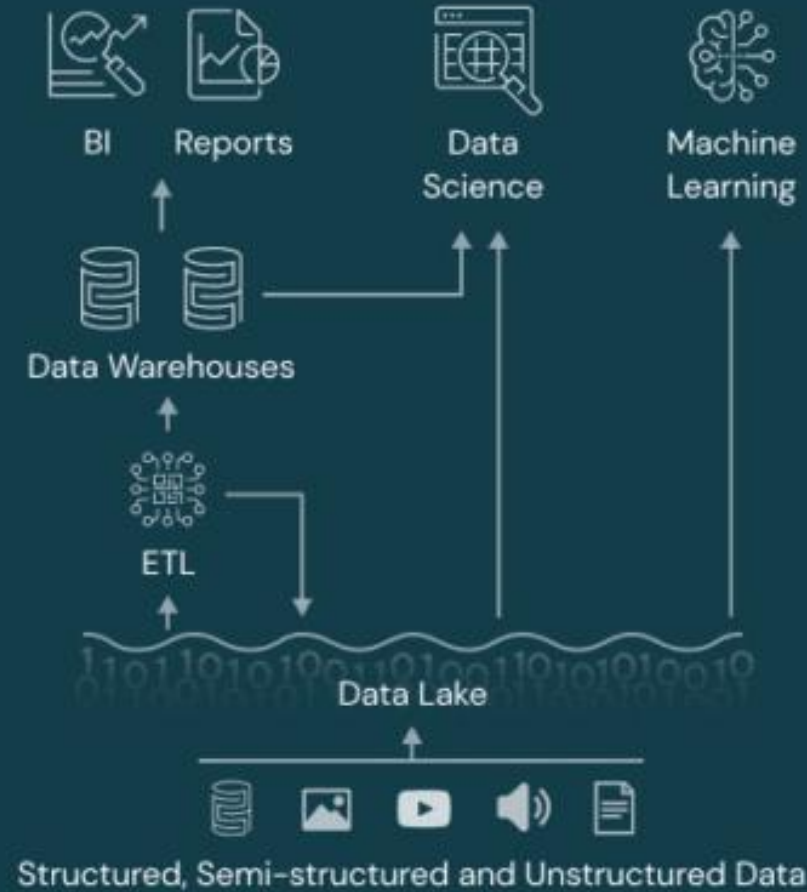 BI
Reports
Data
Science
Machine
Learning
Data Warehouses
ETL
Data Lake
Structured, Semi-structured and Unstructured Data